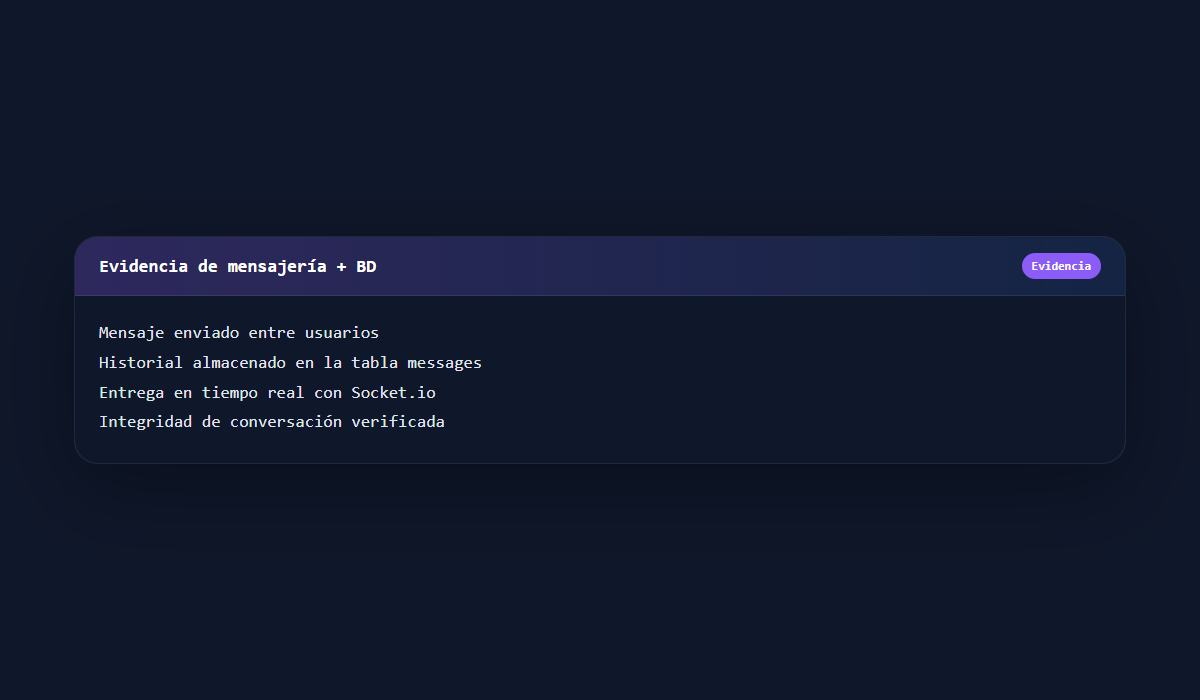 Evidencia de mensajería + BD
Evidencia
Mensaje enviado entre usuarios
Historial almacenado en la tabla messages
Entrega en tiempo real con Socket.io
Integridad de conversación verificada